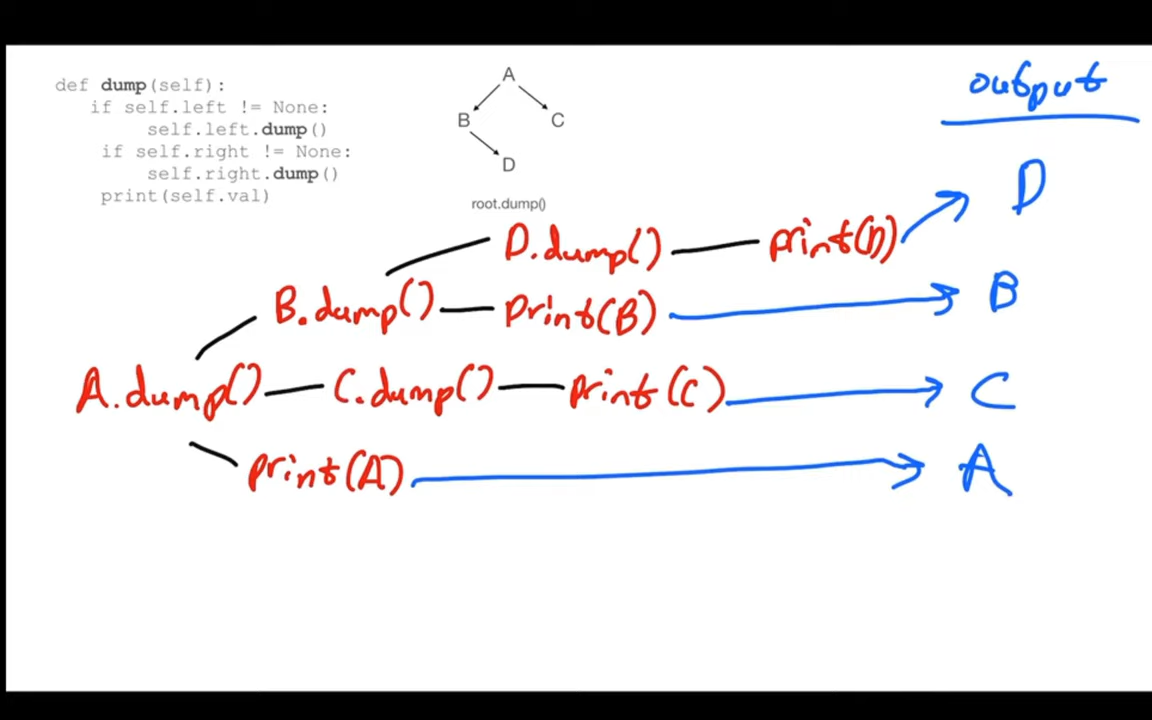 def dump(self):
if self.left != None:
self.left.dump()
if self.right != None:
self.right.dump()
print(self.val)
A
B
C
D
root.dump()
output
D.dump()
print(D)
D
B.dump()
Print(B)
B
A.dump()
C.dump()
print(C)
C
print(A)
A